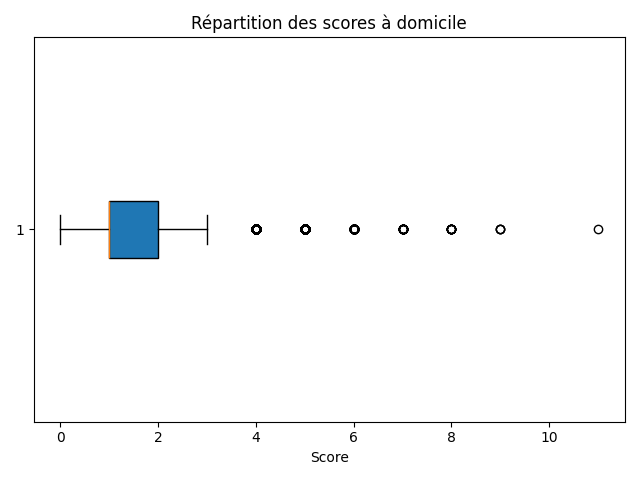 Répartition des scores à domicile
1
0 2 4 6 8 10
Score